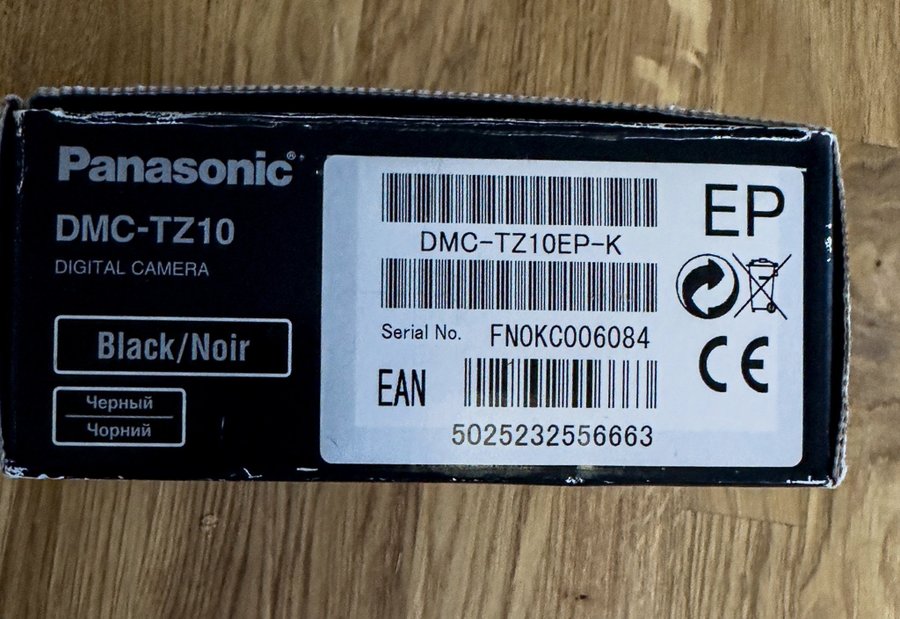 Panasonic®
DMC-TZ10
DIGITAL CAMERA
Black/Noir
Черный
Чорний
DMC-TZ10EP-K
Serial No. FN0KC006084
EAN
5025232556663
EP
CE